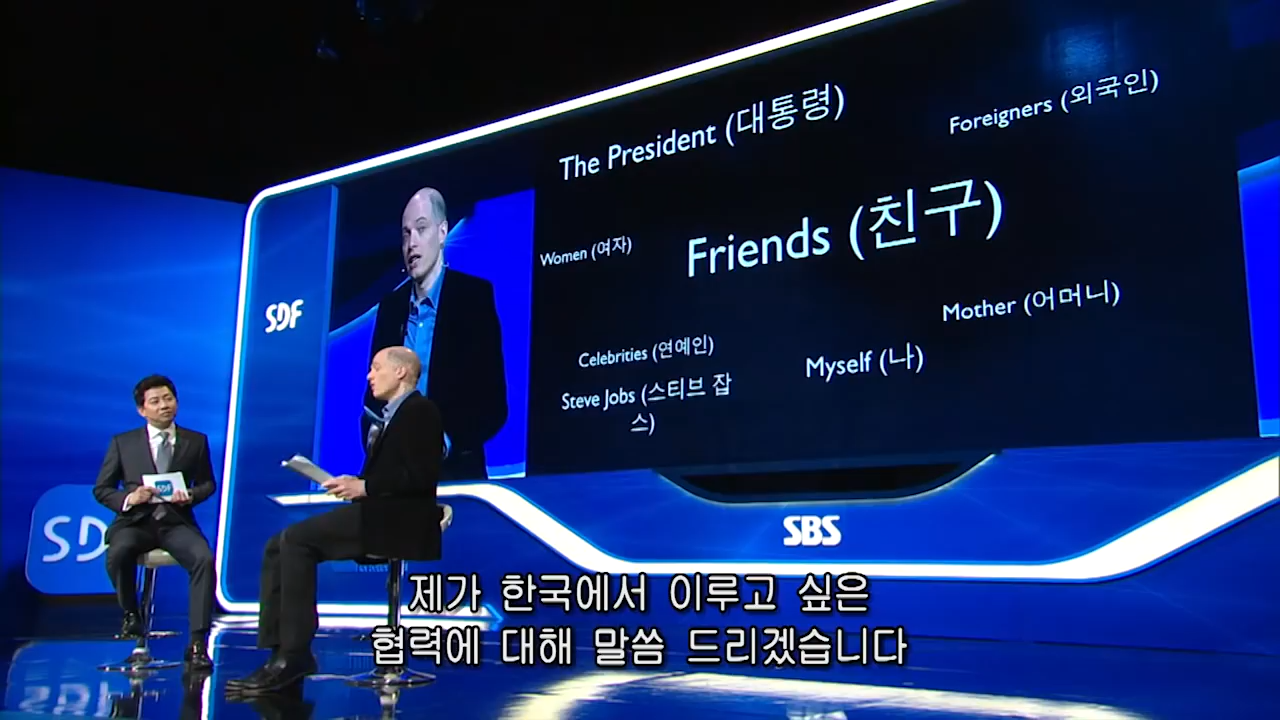 The President (대통령)
Foreigners (외국인)
Friends (친구)
Women (여자)
Mother (어머니)
SDF
Celebrities (연예인)
Myself (나)
Steve Jobs (스티브 잡
스)
SDF
SD
SBS
제가 한국에서 이루고 싶은
협력에 대해 말씀 드리겠습니다